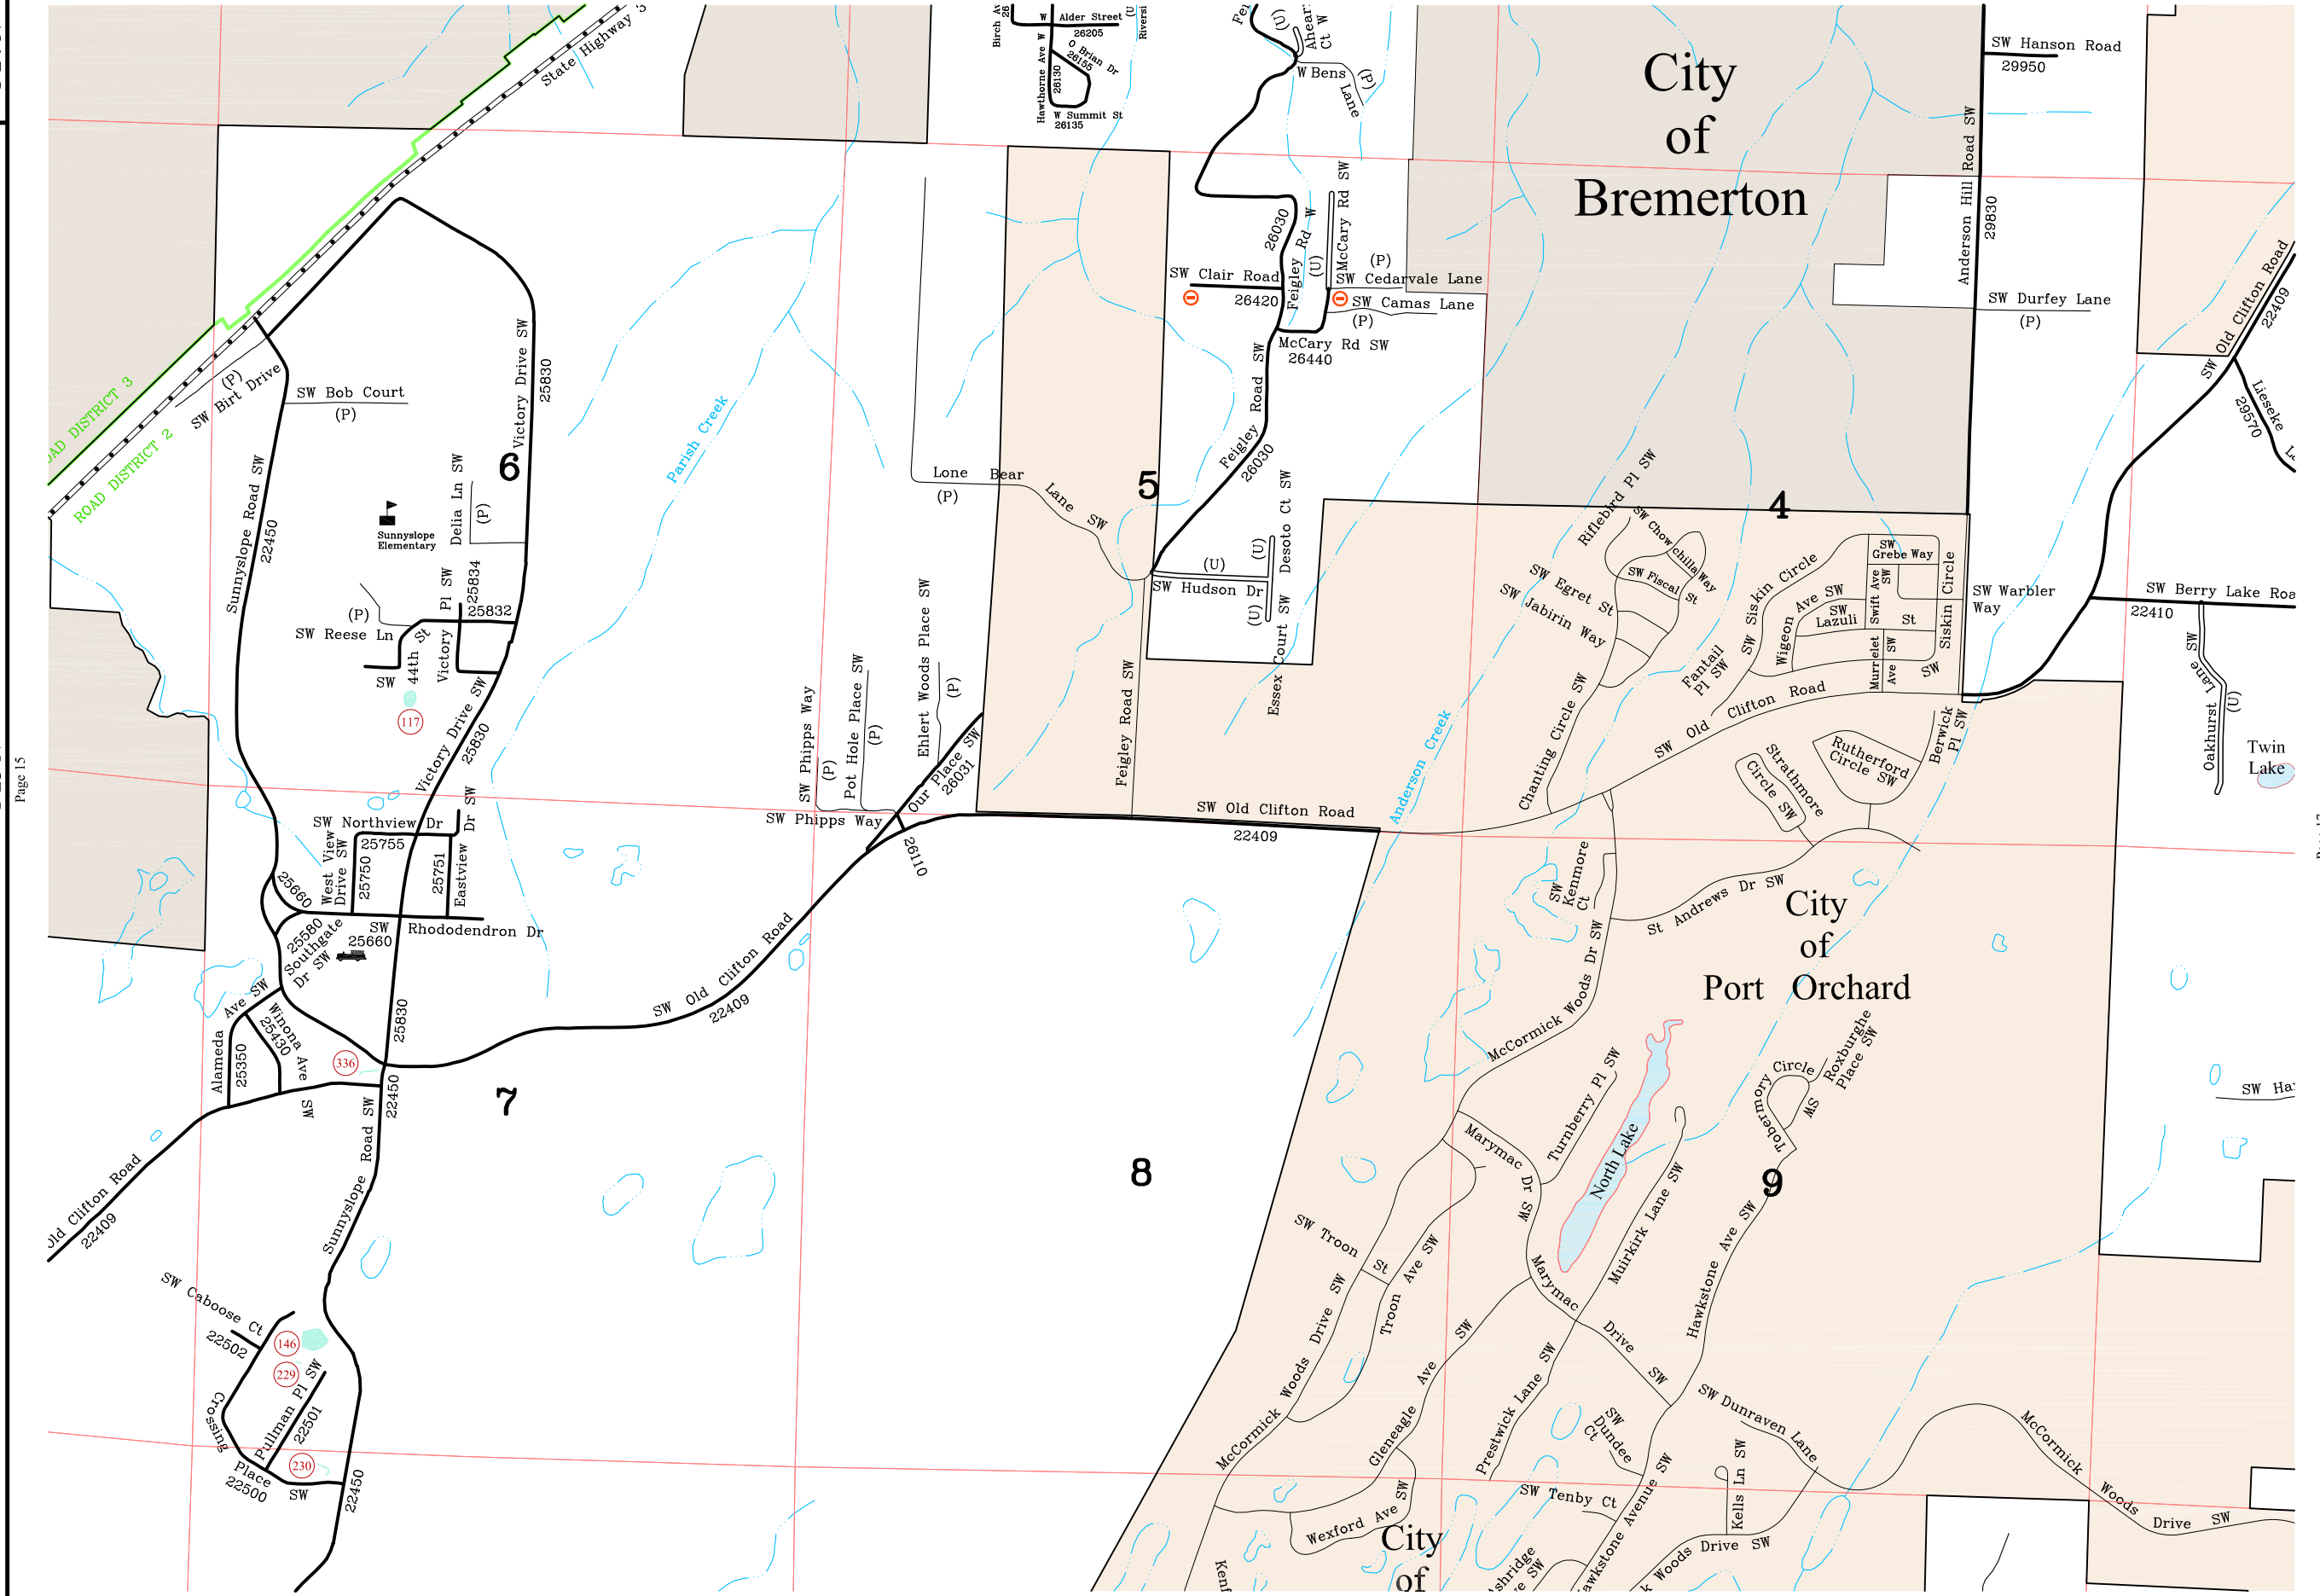 State Highway 3
Alder Street
26205
O Brian Dr
26155
Hawthorne Ave W
26130
W Summit St
26135
W Bens Lane
(P)
(U)
Ct W
City
of
Bremerton
SW Hanson Road
29950
Anderson Hill Road SW
29830
SW Durfey Lane
(P)
SW Old Clifton Road
22409
Lieseke
29570
ROAD DISTRICT 2
SW Birt Drive
(P)
SW Bob Court
(P)
Sunnyslope Road SW
22450
Victory Drive SW
25830
6
Delia Ln SW
(P)
Sunnyslope
Elementary
Parish Creek
SW Clair Road
26420
26030
Feigley Rd W
(U)
McCary Rd SW
(P)
SW Cedarvale Lane
SW Camas Lane
(P)
McCary Rd SW
26440
Feigley Road SW
26030
Lone Bear Lane SW
(P)
5
4
(U)
SW Hudson Dr
Desoto Ct SW
(U)
(U)
Essex Court SW
Feigley Road SW
Riflebird Pl SW
SW Chowchilla Way
SW Fiscal St
SW Egret St
SW Jabirin Way
Chanting Circle SW
Fantail
Pl SW
SW Siskin Circle
SW
Grebe Way
Wigeon Ave SW
SW
Lazuli St
Swift Ave SW
Murrelet Ave SW
Siskin Circle SW
SW Warbler
Way
SW Berry Lake Roa
22410
Oakhurst Lane SW
(U)
Twin
Lake
SW Reese Ln
(P)
SW 44th St
25832
Victory Pl SW
25834
117
Victory Drive SW
25830
SW Northview Dr
25755
West View
Drive SW
25750
25751
Eastview Dr SW
25660
SW Rhododendron Dr
25660
25580
Southgate
Dr SW
Page 15
SW Phipps Way
(P)
Pot Hole Place SW
(P)
Ehlert Woods Place SW
(P)
SW Phipps Way
Our Place SW
26031
26110
SW Old Clifton Road
22409
Anderson Creek
SW Old Clifton Road
Strathmore
Circle SW
Rutherford
Circle SW
Berwick
Pl SW
SW
Kenmore
Ct
St Andrews Dr SW
City
of
Port Orchard
SW Old Clifton Road
22409
Alameda Ave SW
25350
Winona Ave SW
25430
336
25830
22450
7
8
9
Old Clifton Road
22409
Sunnyslope Road SW
McCormick Woods Dr SW
Turnberry Pl SW
North Lake
Marymac Dr SW
Muirkirk Lane SW
Tobermory Circle SW
Roxburghe
Place SW
Hawkstone Ave SW
SW Troon St
Troon Ave SW
Marymac Drive SW
McCormick Woods Drive SW
Gleneagle Ave SW
Prestwick Lane SW
SW
Dundee
Ct
SW Dunraven Lane
McCormick Woods Drive SW
Kells Ln SW
SW Tenby Ct
Wexford Ave SW
Woods Drive SW
SW Caboose Ct
22502
146
229
Pullman Pl SW
22501
230
Crossing Place SW
22500
22450
City
of